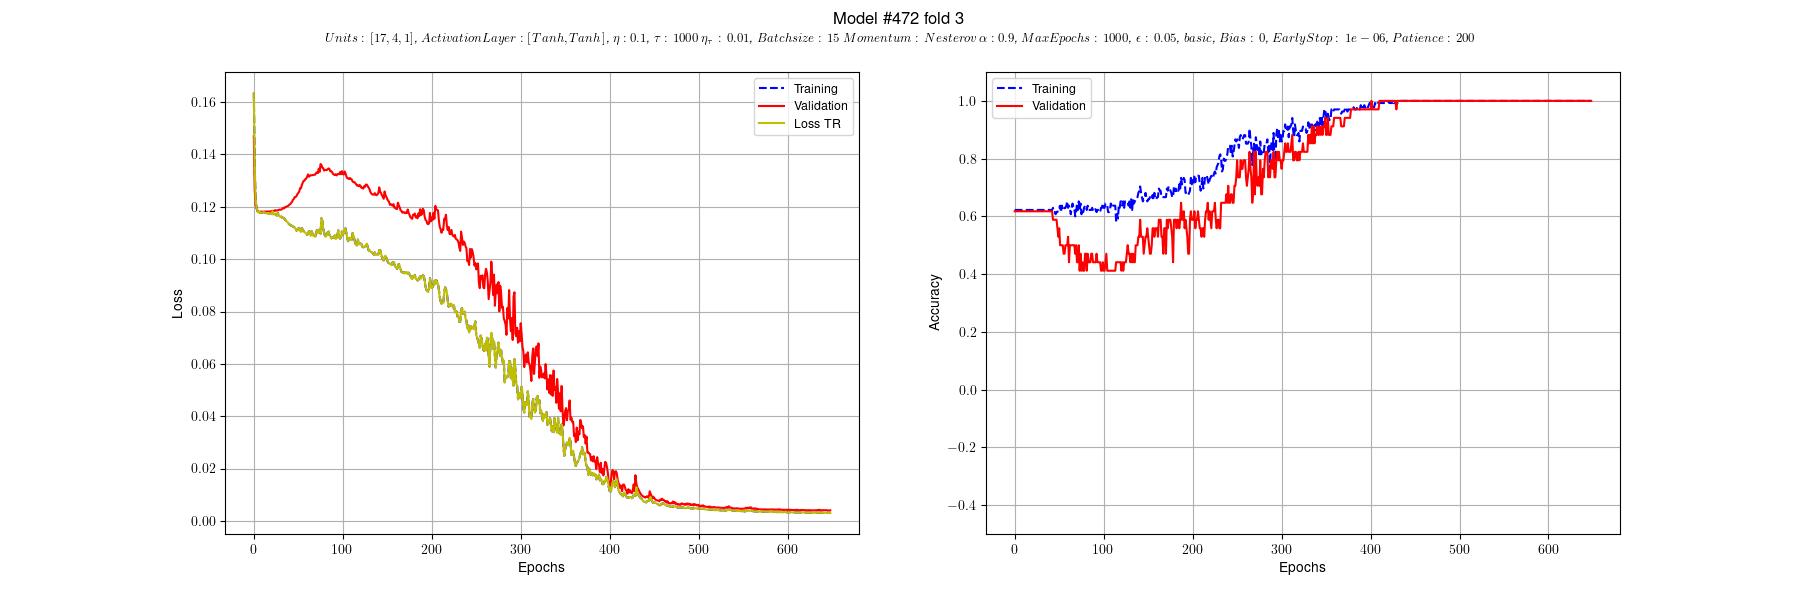 Model #472 fold 3
Units : [17, 4, 1], ActivationLayer : [Tanh, Tanh], η : 0.1, τ : 1000 ητ : 0.01, Batchsize : 15 Momentum : Nesterov α : 0.9, MaxEpochs : 1000, ϵ : 0.05, basic, Bias : 0, EarlyStop : 1e − 06, Patience : 200
Training
Validation
Loss TR
0.16
0.14
0.12
0.10
0.08
0.06
0.04
0.02
0.00
Loss
0 100 200 300 400 500 600
Epochs
Training
Validation
1.0
0.8
0.6
0.4
0.2
0.0
−0.2
−0.4
Accuracy
0 100 200 300 400 500 600
Epochs